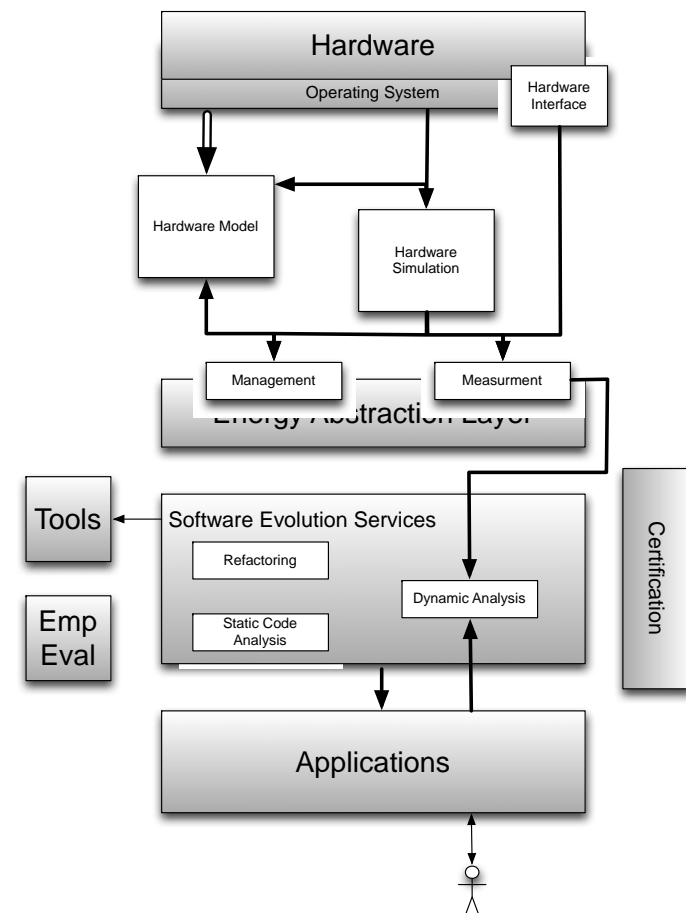 Hardware
Operating System
Hardware
Interface
Hardware Model
Hardware
Simulation
Management
Measurment
Energy Abstraction Layer
Tools
Software Evolution Services
Refactoring
Dynamic Analysis
Static Code
Analysis
Emp
Eval
Certification
Applications